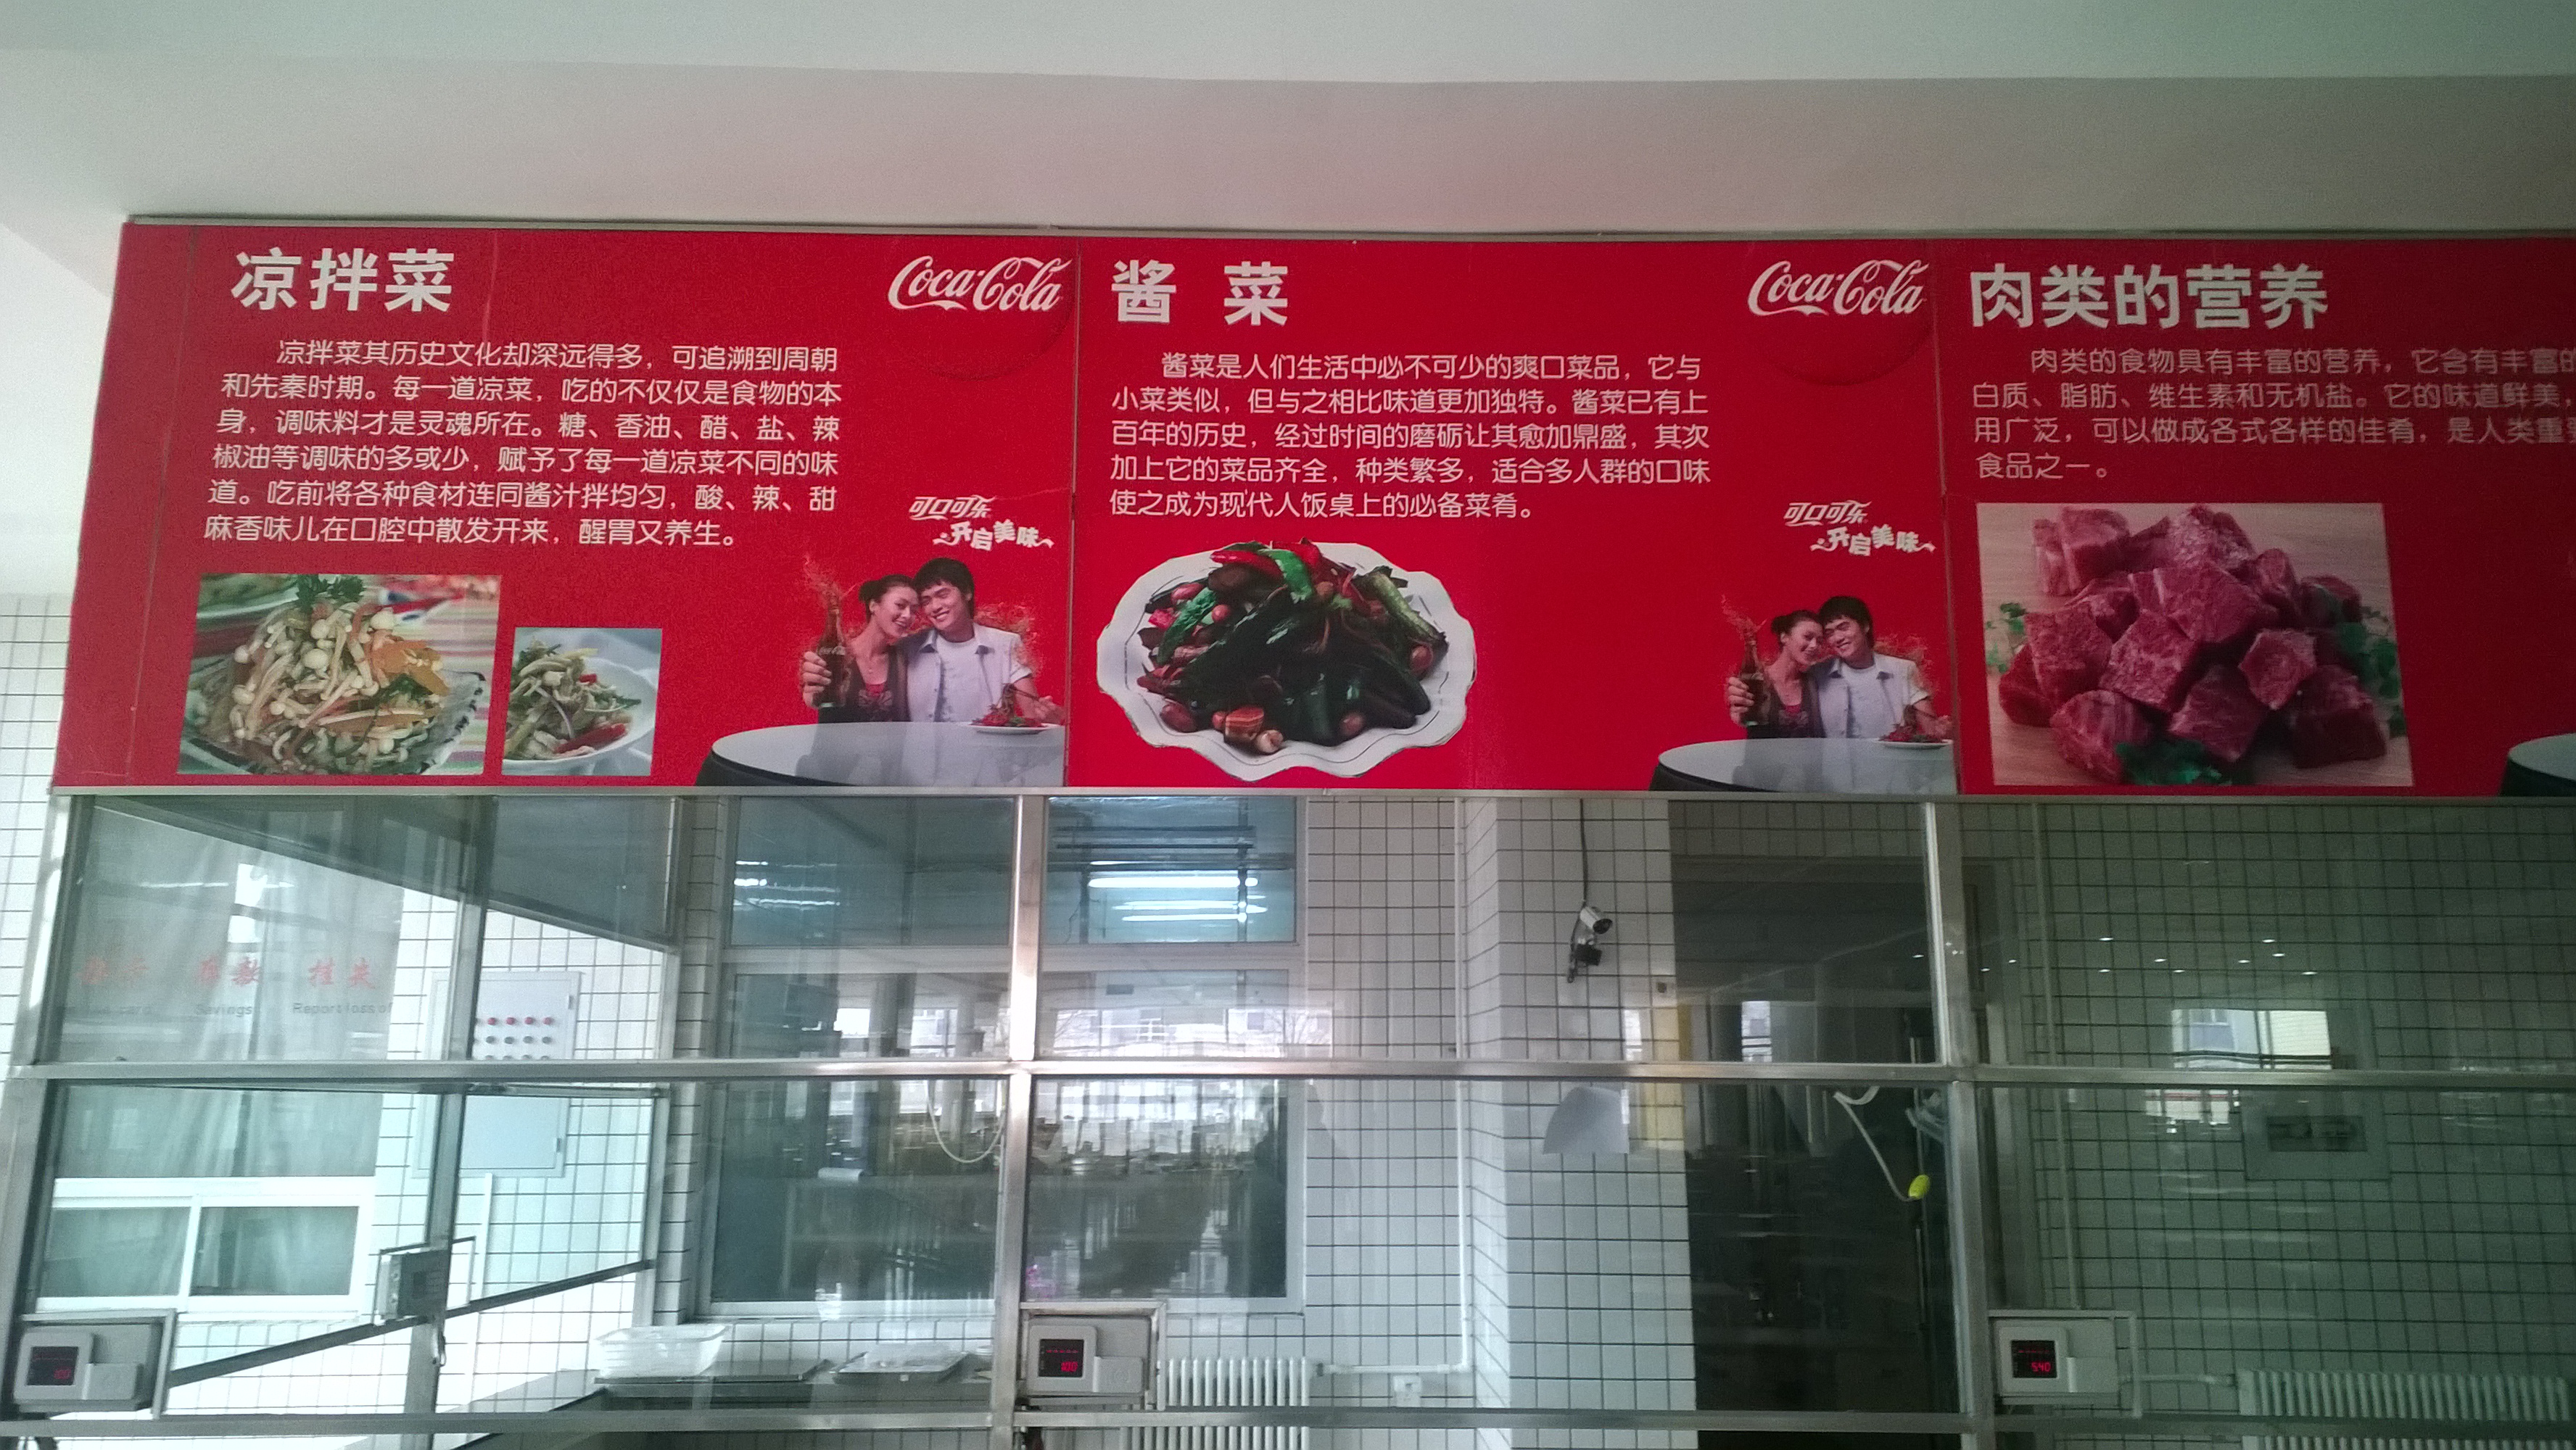 凉拌菜
Coca-Cola
凉拌菜其历史文化却深远得多，可追溯到周朝
和先秦时期。每一道凉菜，吃的不仅仅是食物的本
身，调味料才是灵魂所在。糖、香油、醋、盐、辣
椒油等调味的多或少，赋予了每一道凉菜不同的味
道。吃前将各种食材连同酱汁拌均匀，酸、辣、甜
麻香味儿在口腔中散发开来，醒胃又养生。
可口可乐
开启美味
酱 菜
Coca-Cola
酱菜是人们生活中必不可少的爽口菜品，它与
小菜类似，但与之相比味道更加独特。酱菜已有上
百年的历史，经过时间的磨砺让其愈加鼎盛，其次
加上它的菜品齐全，种类繁多，适合多人群的口味
使之成为现代人饭桌上的必备菜肴。
可口可乐
开启美味
肉类的营养
肉类的食物具有丰富的营养，它含有丰富的
白质、脂肪、维生素和无机盐。它的味道鲜美，
用广泛，可以做成各式各样的佳肴，是人类重
食品之一。
存款 挂失
card Savings Report loss of
100
540